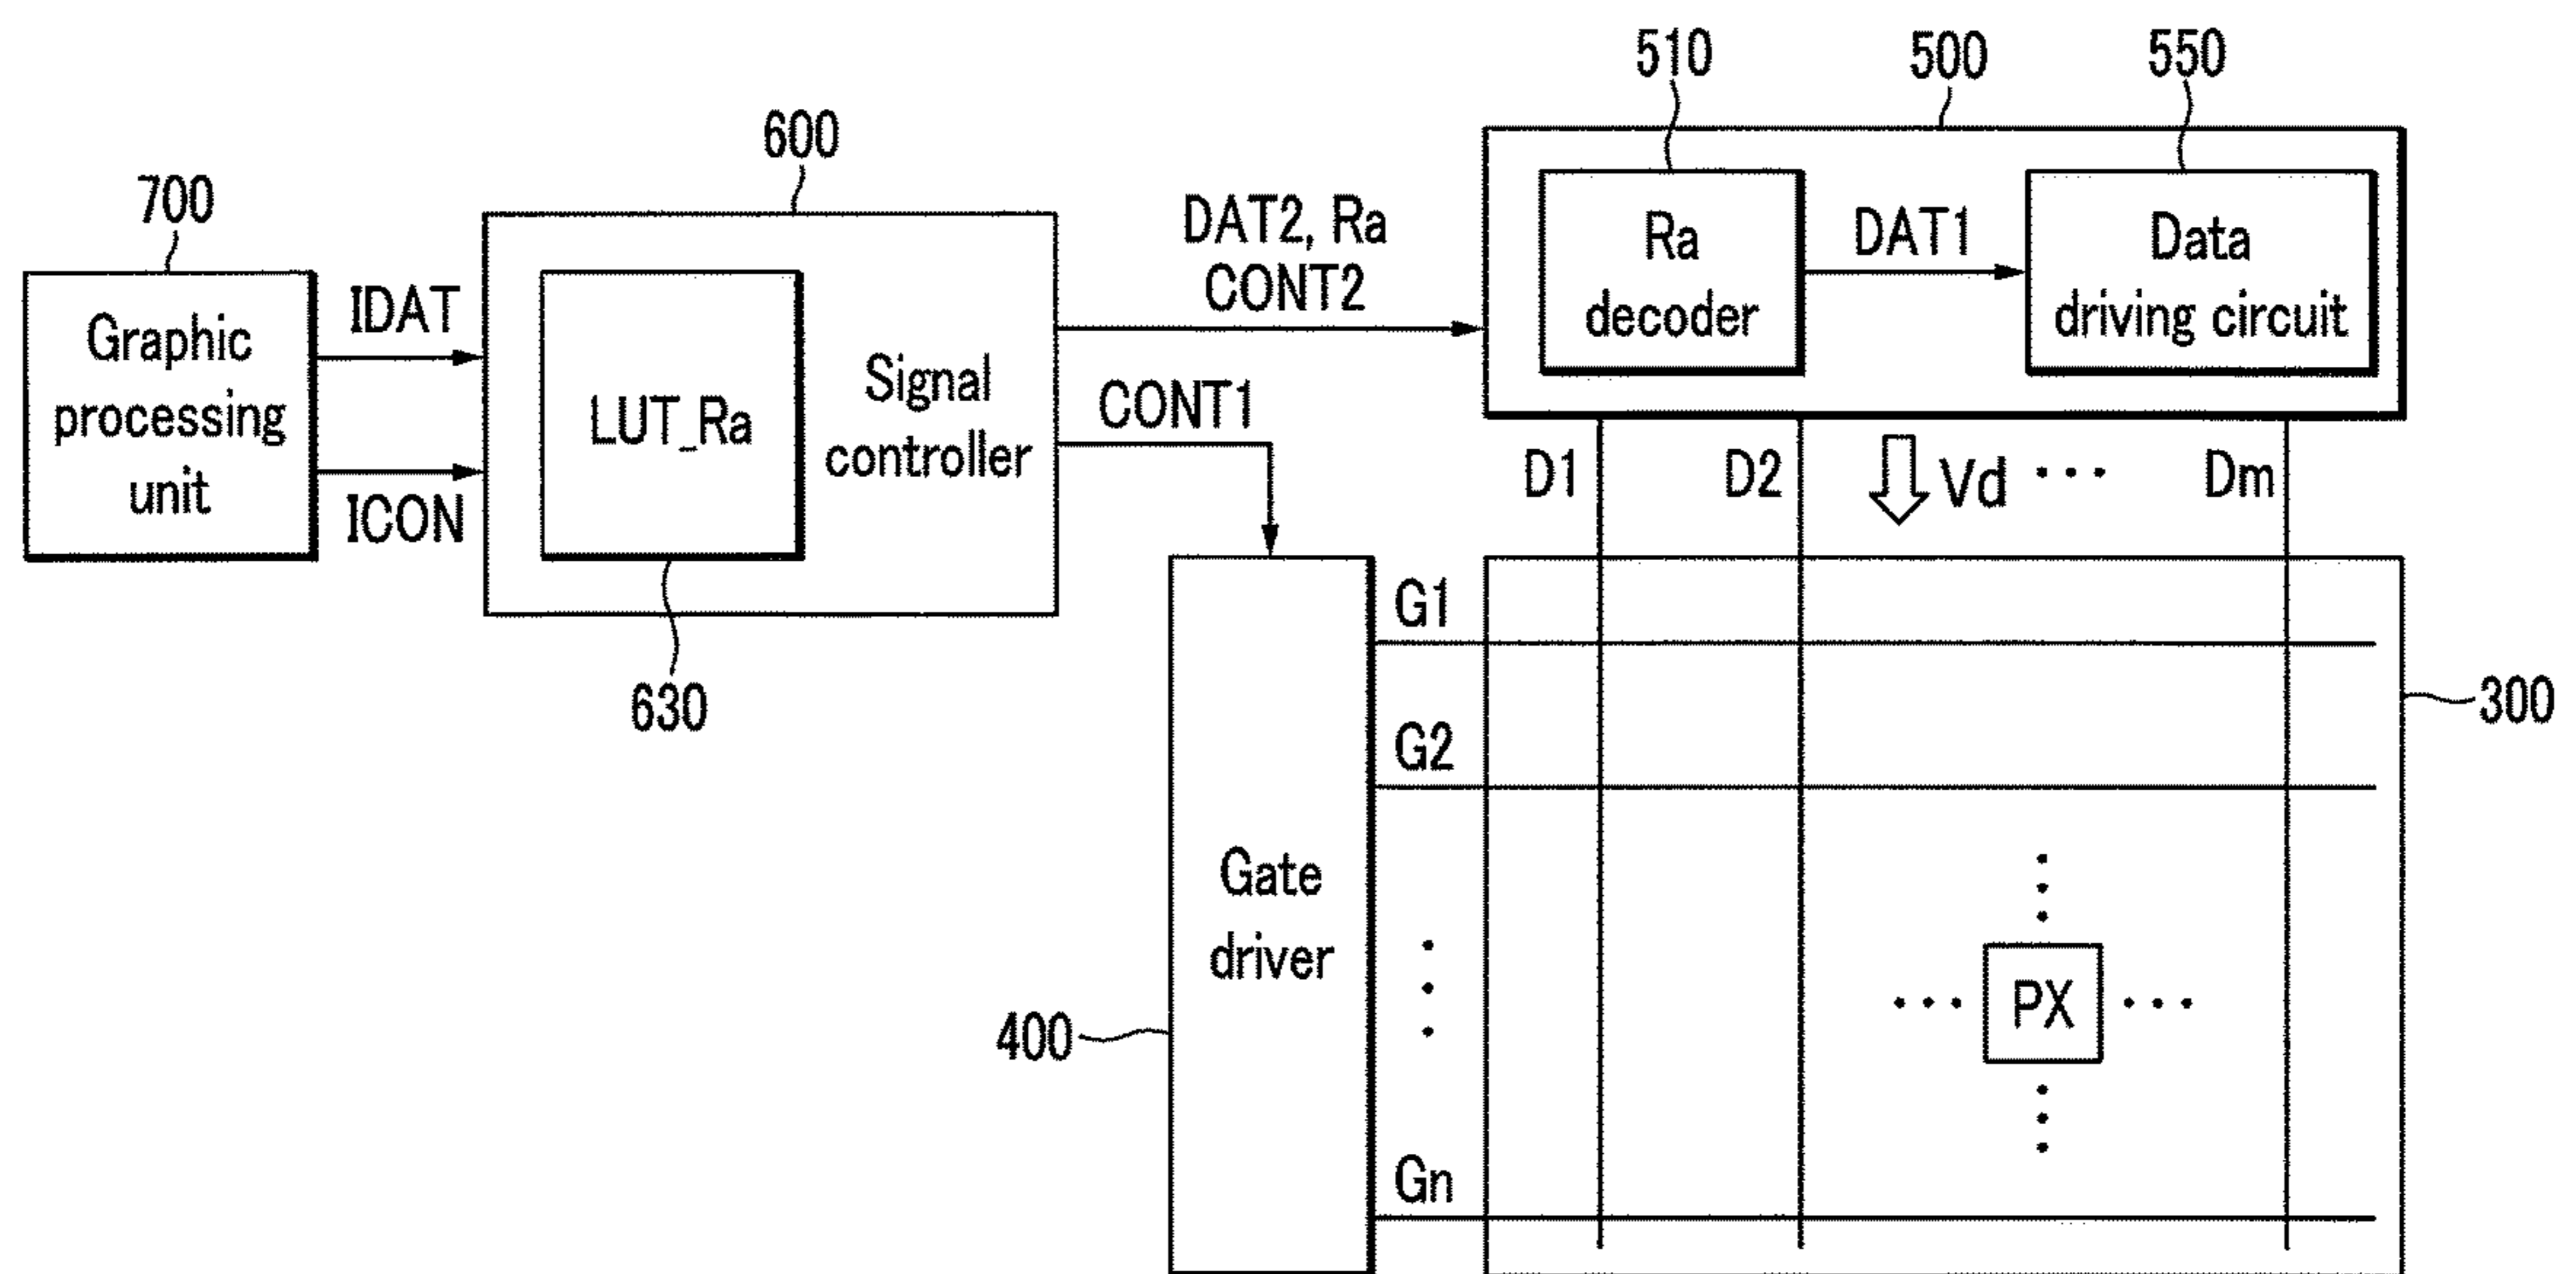 510
500
550
600
700
Graphic
processing
unit
IDAT
ICON
LUT_Ra
Signal
controller
630
DAT2, Ra
CONT2
CONT1
Ra
decoder
DAT1
Data
driving circuit
D1
D2
Vd
Dm
G1
G2
300
Gate
driver
400
PX
Gn